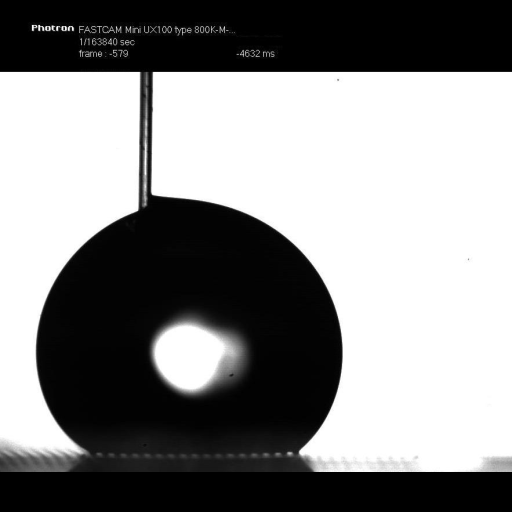 Photron FASTCAM Mini UX100 type 800K-M-...
1/163840 sec
frame : -579 -4632 ms